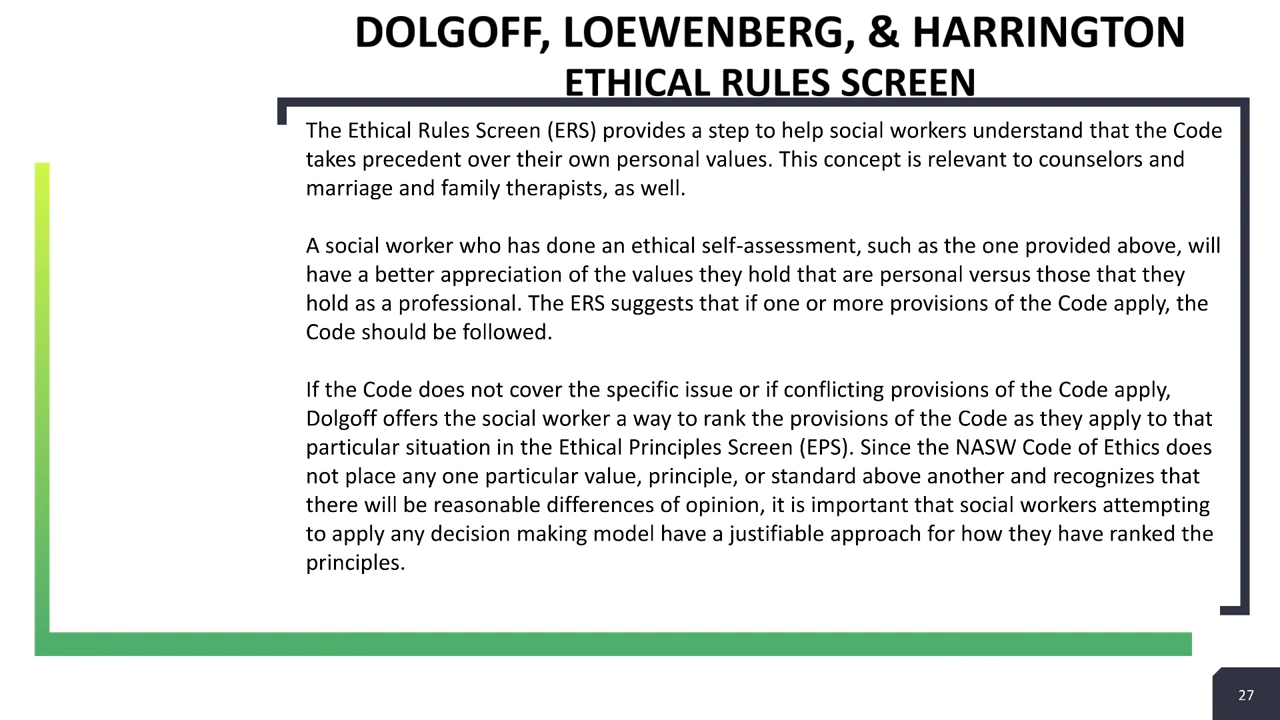 DOLGOFF, LOEWENBERG, & HARRINGTON
ETHICAL RULES SCREEN
The Ethical Rules Screen (ERS) provides a step to help social workers understand that the Code
takes precedent over their own personal values. This concept is relevant to counselors and
marriage and family therapists, as well.
A social worker who has done an ethical self-assessment, such as the one provided above, will
have a better appreciation of the values they hold that are personal versus those that they
hold as a professional. The ERS suggests that if one or more provisions of the Code apply, the
Code should be followed.
If the Code does not cover the specific issue or if conflicting provisions of the Code apply,
Dolgoff offers the social worker a way to rank the provisions of the Code as they apply to that
particular situation in the Ethical Principles Screen (EPS). Since the NASW Code of Ethics does
not place any one particular value, principle, or standard above another and recognizes that
there will be reasonable differences of opinion, it is important that social workers attempting
to apply any decision making model have a justifiable approach for how they have ranked the
principles.
27